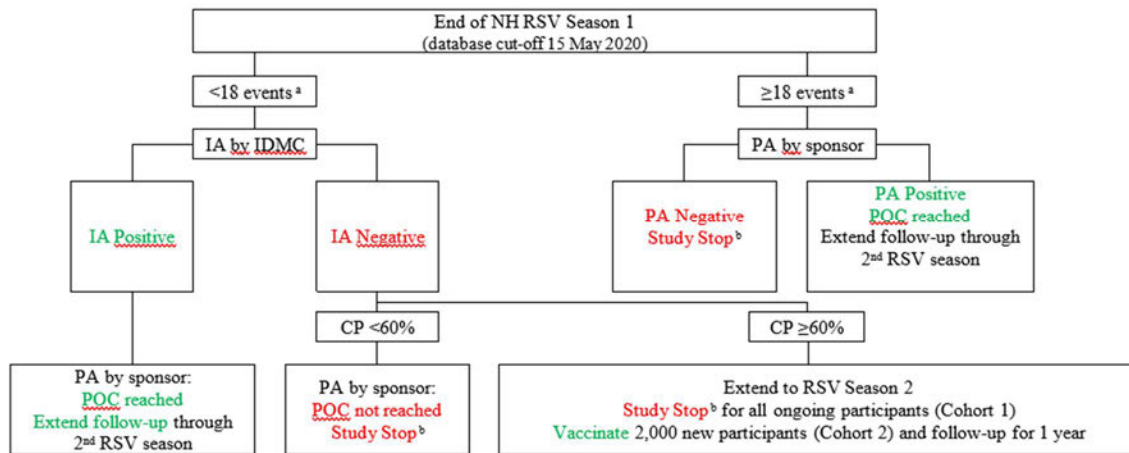 End of NH RSV Season 1
(database cut-off 15 May 2020)
<18 events ᵃ
≥18 events ᵃ
IA by IDMC
PA by sponsor
IA Positive
IA Negative
PA Negative
Study Stop ᵇ
PA Positive
POC reached
Extend follow-up through
2ⁿᵈ RSV season
CP <60%
CP ≥60%
PA by sponsor:
POC reached
Extend follow-up through
2ⁿᵈ RSV season
PA by sponsor:
POC not reached
Study Stop ᵇ
Extend to RSV Season 2
Study Stop ᵇ for all ongoing participants (Cohort 1)
Vaccinate 2,000 new participants (Cohort 2) and follow-up for 1 year